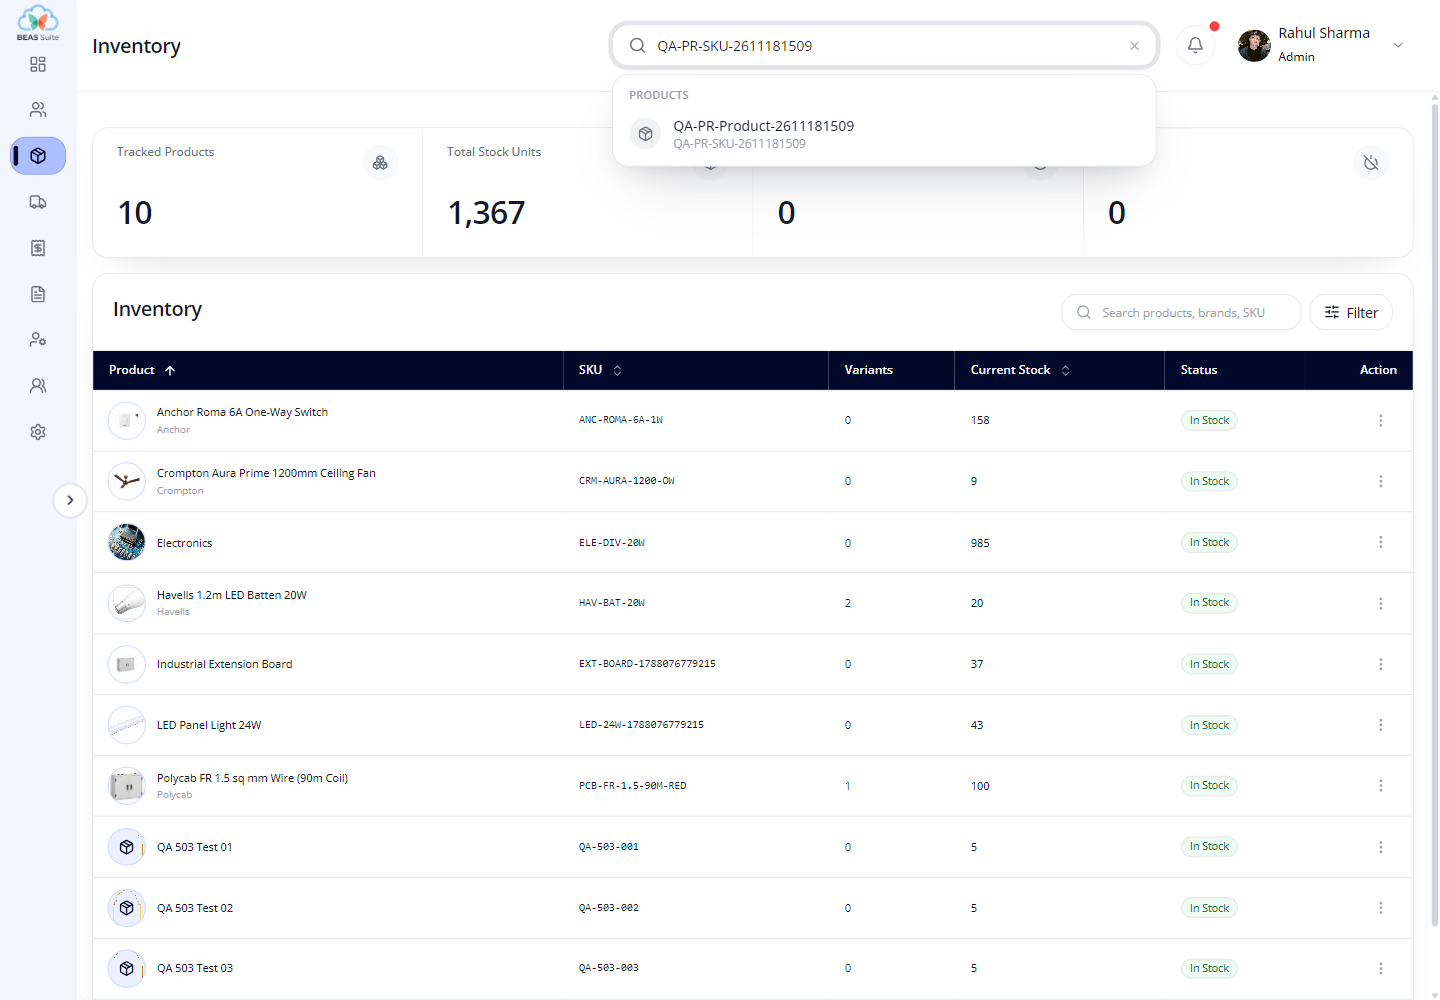 BEAS Suite
Inventory
QA-PR-SKU-2611181509
Rahul Sharma
Admin
PRODUCTS
QA-PR-Product-2611181509
QA-PR-SKU-2611181509
Tracked Products
10
Total Stock Units
1,367
0
0
Inventory
Search products, brands, SKU
Filter
Product SKU Variants Current Stock Status Action
Anchor Roma 6A One-Way Switch
Anchor
ANC-ROMA-6A-1W 0 158 In Stock
Crompton Aura Prime 1200mm Ceiling Fan
Crompton
CRM-AURA-1200-OW 0 9 In Stock
Electronics ELE-DIV-20W 0 985 In Stock
Havells 1.2m LED Batten 20W
Havells
HAV-BAT-20W 2 20 In Stock
Industrial Extension Board EXT-BOARD-1788076779215 0 37 In Stock
LED Panel Light 24W LED-24W-1788076779215 0 43 In Stock
Polycab FR 1.5 sq mm Wire (90m Coil)
Polycab
PCB-FR-1.5-90M-RED 1 100 In Stock
QA 503 Test 01 QA-503-001 0 5 In Stock
QA 503 Test 02 QA-503-002 0 5 In Stock
QA 503 Test 03 QA-503-003 0 5 In Stock